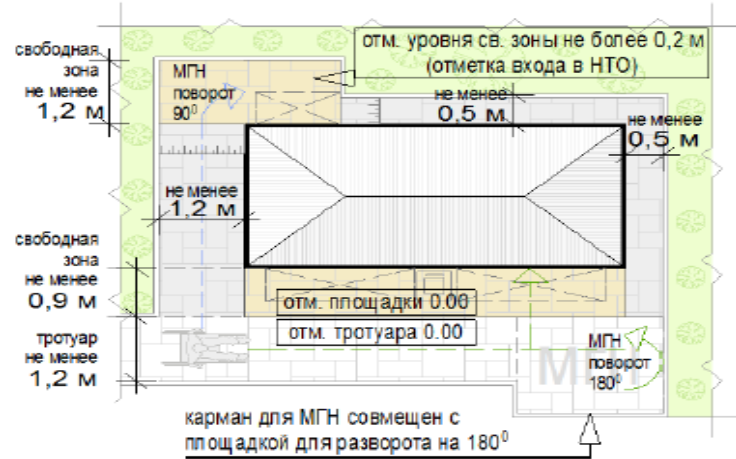 свободная
зона
не менее
1,2 м
МГН
поворот
90⁰
отм. уровня св. зоны не более 0,2 м
(отметка входа в НТО)
не менее
0,5 м
не менее
0,5 м
не менее
1,2 м
свободная
зона
не менее
0,9 м
отм. площадки 0.00
отм. тротуара 0.00
тротуар
не менее
1,2 м
МГН
МГН
поворот
180⁰
карман для МГН совмещен с
площадкой для разворота на 180⁰